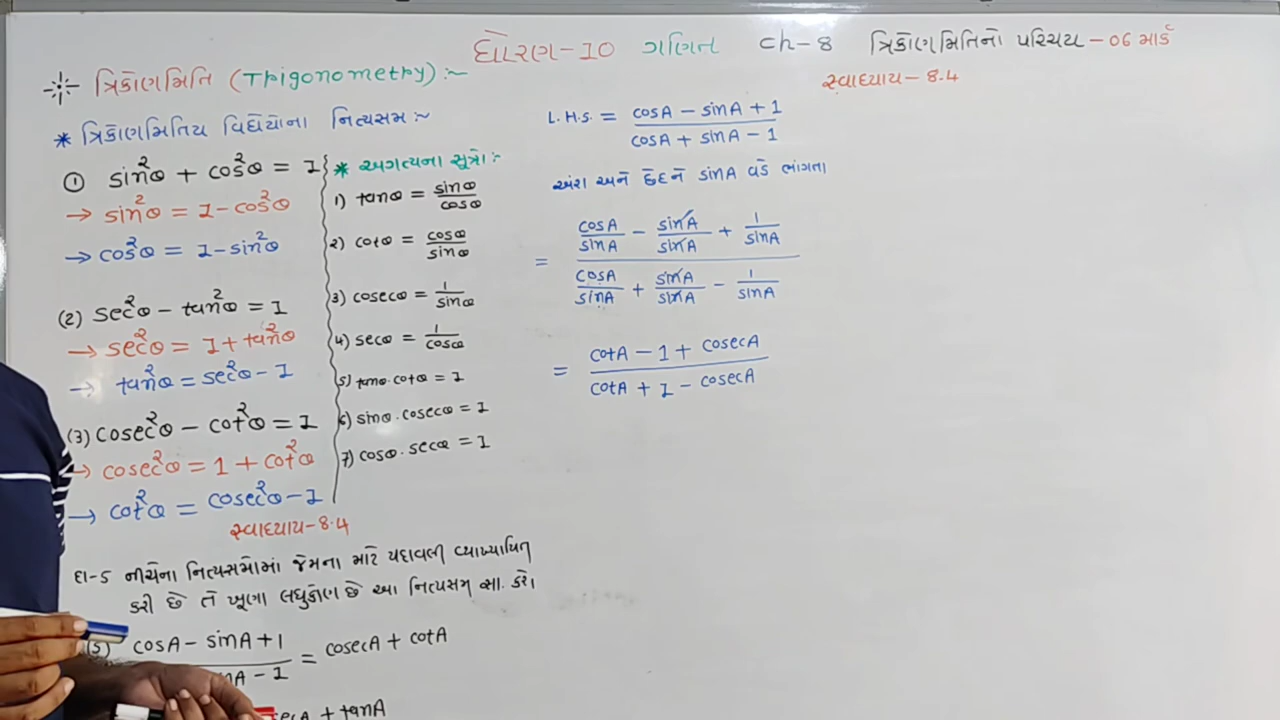 ધોરણ-10 ગણિત ch-8 ત્રિકોણમિતિનો પરિચય - 06 માર્ક
સ્વાધ્યાય - 8.4
ત્રિકોણમિતિ (Trigonometry) :-
* ત્રિકોણમિતિય વિધેયોના નિત્યસમ :-
① sin²θ + cos²θ = 1
→ sin²θ = 1 - cos²θ
→ cos²θ = 1 - sin²θ
(2) sec²θ - tan²θ = 1
→ sec²θ = 1 + tan²θ
→ tan²θ = sec²θ - 1
(3) cosec²θ - cot²θ = 1
→ cosec²θ = 1 + cot²θ
→ cot²θ = cosec²θ - 1
* અગત્યના સૂત્રો :-
1) tanθ = sinθ/cosθ
2) cotθ = cosθ/sinθ
3) cosecθ = 1/sinθ
4) secθ = 1/cosθ
5) tanθ·cotθ = 1
6) sinθ·cosecθ = 1
7) cosθ·secθ = 1
સ્વાધ્યાય - 8.4
દા-5 નીચેના નિત્યસમોમાં જેમના માટે પદાવલી વ્યાખ્યાયિત
કરી છે તે ખૂણા લઘુકોણ છે આ નિત્યસમ સા. કરો
(5) cosA - sinA + 1 / nA - 1 = cosecA + cotA
ecA + tanA
L.H.S. = cosA - sinA + 1 / cosA + sinA - 1
અંશ અને છેદને sinA વડે ભાગતા
= cosA/sinA - sinA/sinA + 1/sinA / cosA/sinA + sinA/sinA - 1/sinA
= cotA - 1 + cosecA / cotA + 1 - cosecA